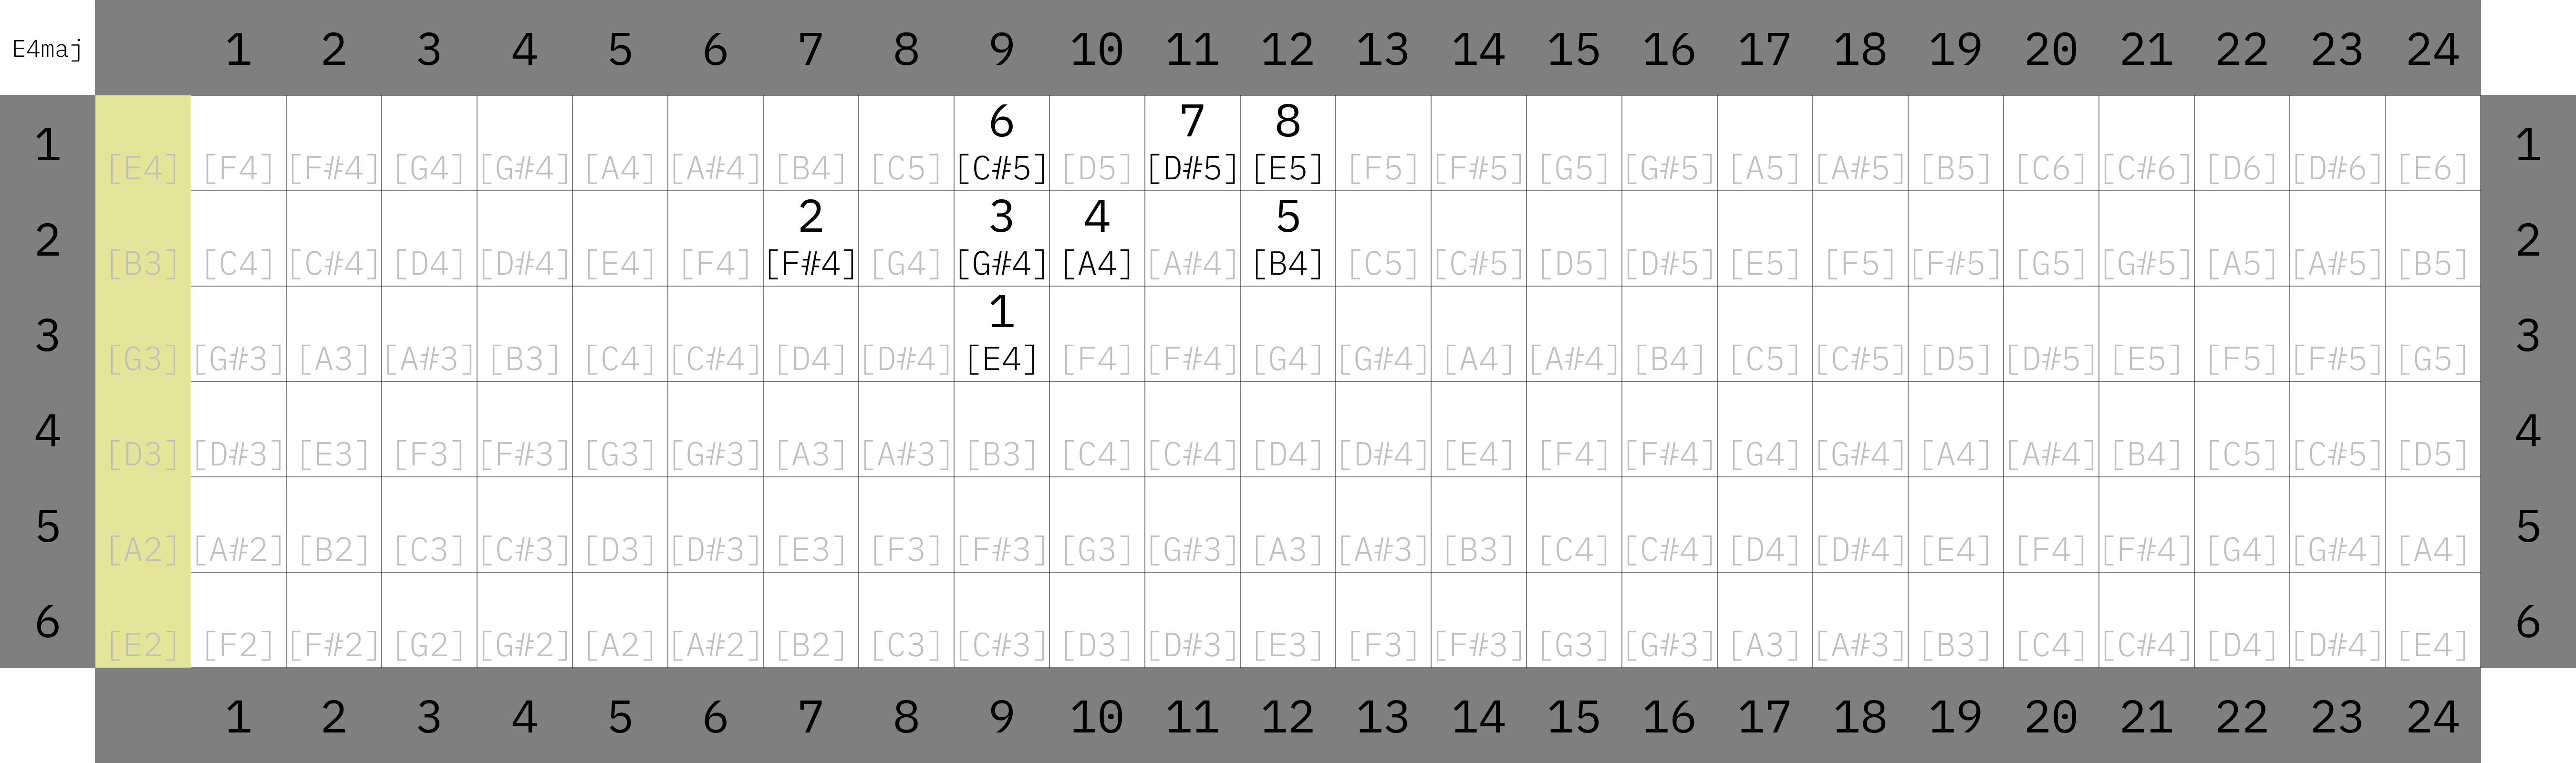 E4maj 1 2 3 4 5 6 7 8 9 10 11 12 13 14 15 16 17 18 19 20 21 22 23 24
6 7 8
1 [E4] [F4] [F#4] [G4] [G#4] [A4] [A#4] [B4] [C5] [C#5] [D5] [D#5] [E5] [F5] [F#5] [G5] [G#5] [A5] [A#5] [B5] [C6] [C#6] [D6] [D#6] [E6] 1
2 3 4 5
2 [B3] [C4] [C#4] [D4] [D#4] [E4] [F4] [F#4] [G4] [G#4] [A4] [A#4] [B4] [C5] [C#5] [D5] [D#5] [E5] [F5] [F#5] [G5] [G#5] [A5] [A#5] [B5] 2
1
3 [G3] [G#3] [A3] [A#3] [B3] [C4] [C#4] [D4] [D#4] [E4] [F4] [F#4] [G4] [G#4] [A4] [A#4] [B4] [C5] [C#5] [D5] [D#5] [E5] [F5] [F#5] [G5] 3
4 [D3] [D#3] [E3] [F3] [F#3] [G3] [G#3] [A3] [A#3] [B3] [C4] [C#4] [D4] [D#4] [E4] [F4] [F#4] [G4] [G#4] [A4] [A#4] [B4] [C5] [C#5] [D5] 4
5 [A2] [A#2] [B2] [C3] [C#3] [D3] [D#3] [E3] [F3] [F#3] [G3] [G#3] [A3] [A#3] [B3] [C4] [C#4] [D4] [D#4] [E4] [F4] [F#4] [G4] [G#4] [A4] 5
6 [E2] [F2] [F#2] [G2] [G#2] [A2] [A#2] [B2] [C3] [C#3] [D3] [D#3] [E3] [F3] [F#3] [G3] [G#3] [A3] [A#3] [B3] [C4] [C#4] [D4] [D#4] [E4] 6
1 2 3 4 5 6 7 8 9 10 11 12 13 14 15 16 17 18 19 20 21 22 23 24